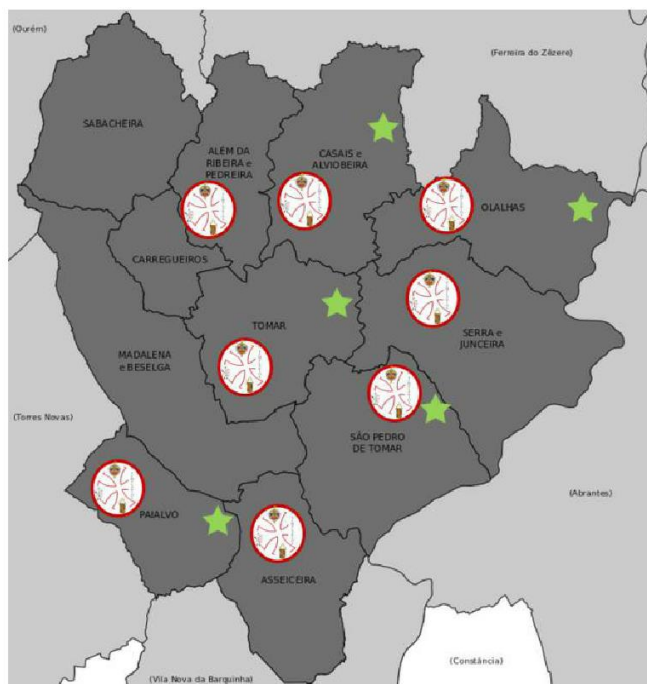 (Ourém)
(Ferreira do Zêzere)
SABACHEIRA
ALÉM DA
RIBEIRA e
PEDREIRA
CASAIS e
ALVIOBEIRA
OLALHAS
CARREGUEIROS
TOMAR
SERRA e
JUNCEIRA
MADALENA
e BESELGA
(Torres Novas)
SÃO PEDRO
DE TOMAR
(Abrantes)
PAIALVO
ASSEICEIRA
(Constância)
(Vila Nova da Barquinha)